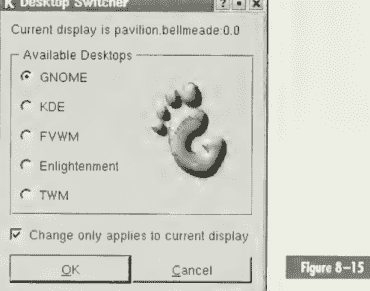 K Desktop Switcher
Current display is pavilion.bellmeade:0.0
Available Desktops
GNOME
KDE
FVWM
Enlightenment
TWM
Change only applies to current display
OK
Cancel
Figure 8–15